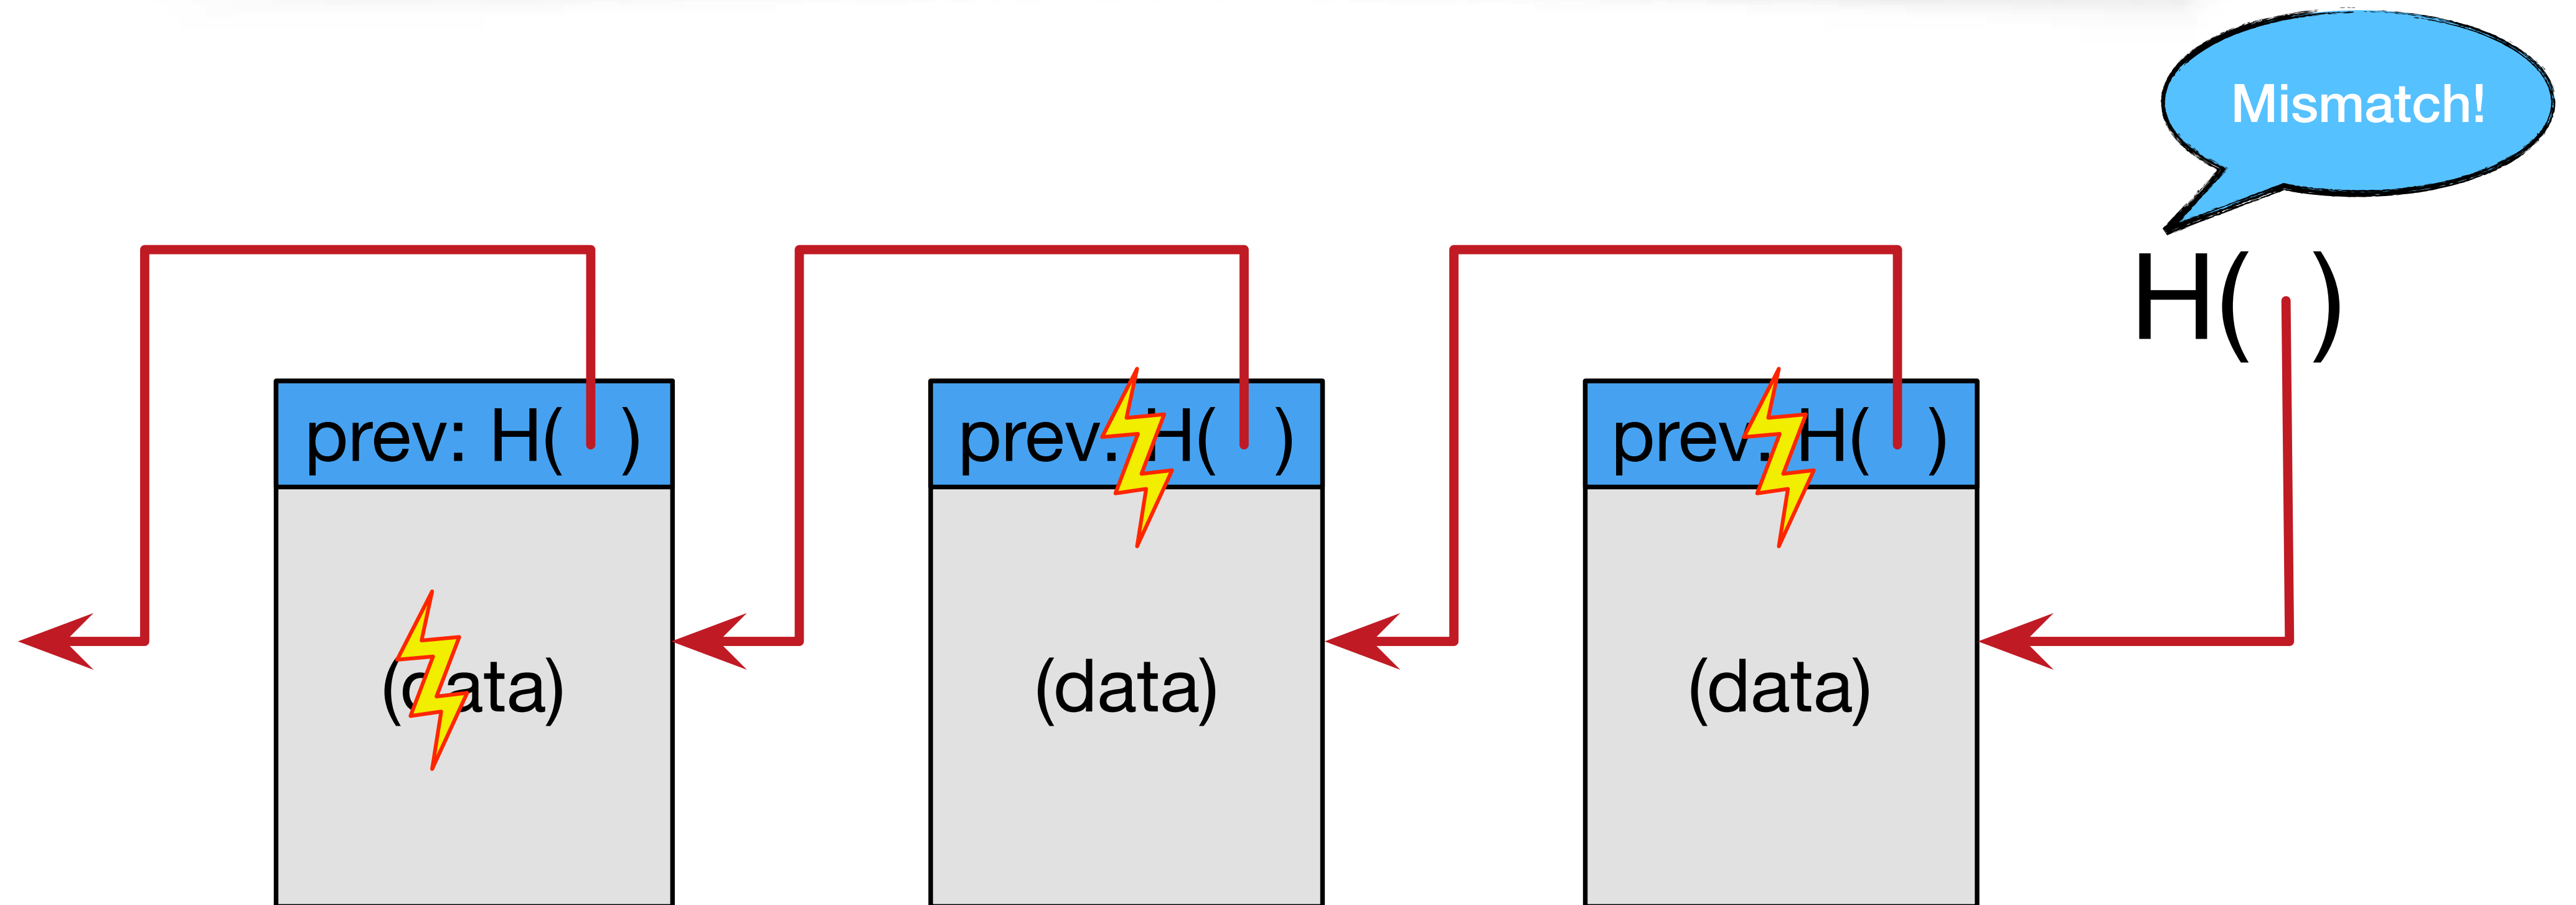 Mismatch!
H( )
prev: H( )
prev: H( )
prev: H( )
(data)
(data)
(data)